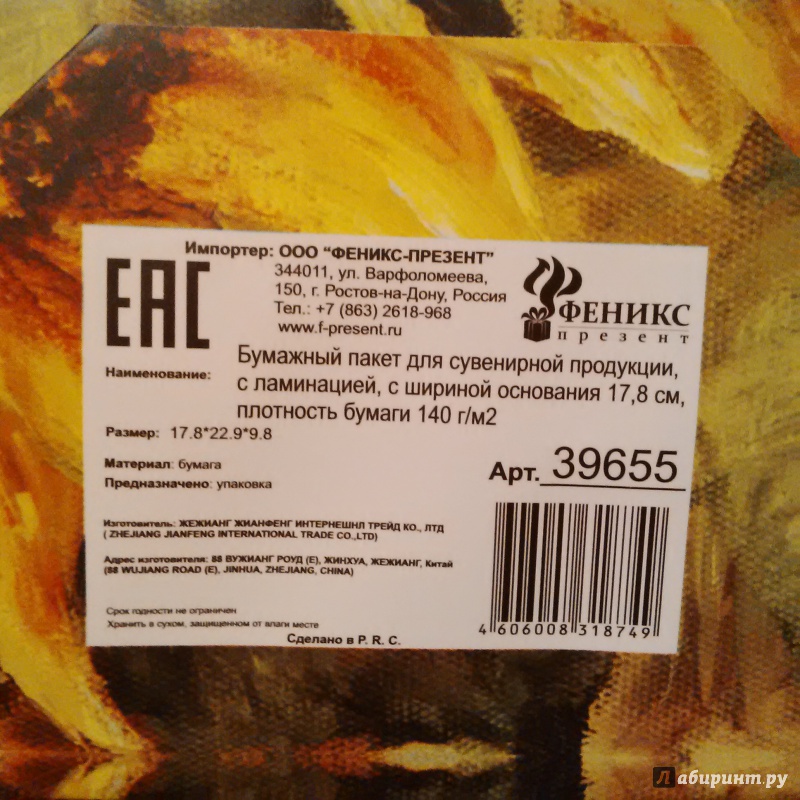 Импортер: ООО "ФЕНИКС-ПРЕЗЕНТ"
344011, ул. Варфоломеева,
150, г. Ростов-на-Дону, Россия
Тел.: +7 (863) 2618-968
www.f-present.ru
EAC
ФЕНИКС
презент
Наименование:
Бумажный пакет для сувенирной продукции,
с ламинацией, с шириной основания 17,8 см,
плотность бумаги 140 г/м2
Размер: 17.8*22.9*9.8
Материал: бумага
Предназначено: упаковка
Арт. 39655
Изготовитель: ЖЕЖИАНГ ЖИАНФЕНГ ИНТЕРНЕШНЛ ТРЕЙД КО., ЛТД
( ZHEJIANG JIANFENG INTERNATIONAL TRADE CO.,LTD)
Адрес изготовителя: 88 ВУЖИАНГ РОУД (Е), ЖИНХУА, ЖЕЖИАНГ, Китай
(88 WUJIANG ROAD (E), JINHUA, ZHEJIANG, CHINA)
Срок годности не ограничен
Хранить в сухом, защищенном от влаги месте
Сделано в P. R. C.
4 606008 318749
Лабиринт.ру